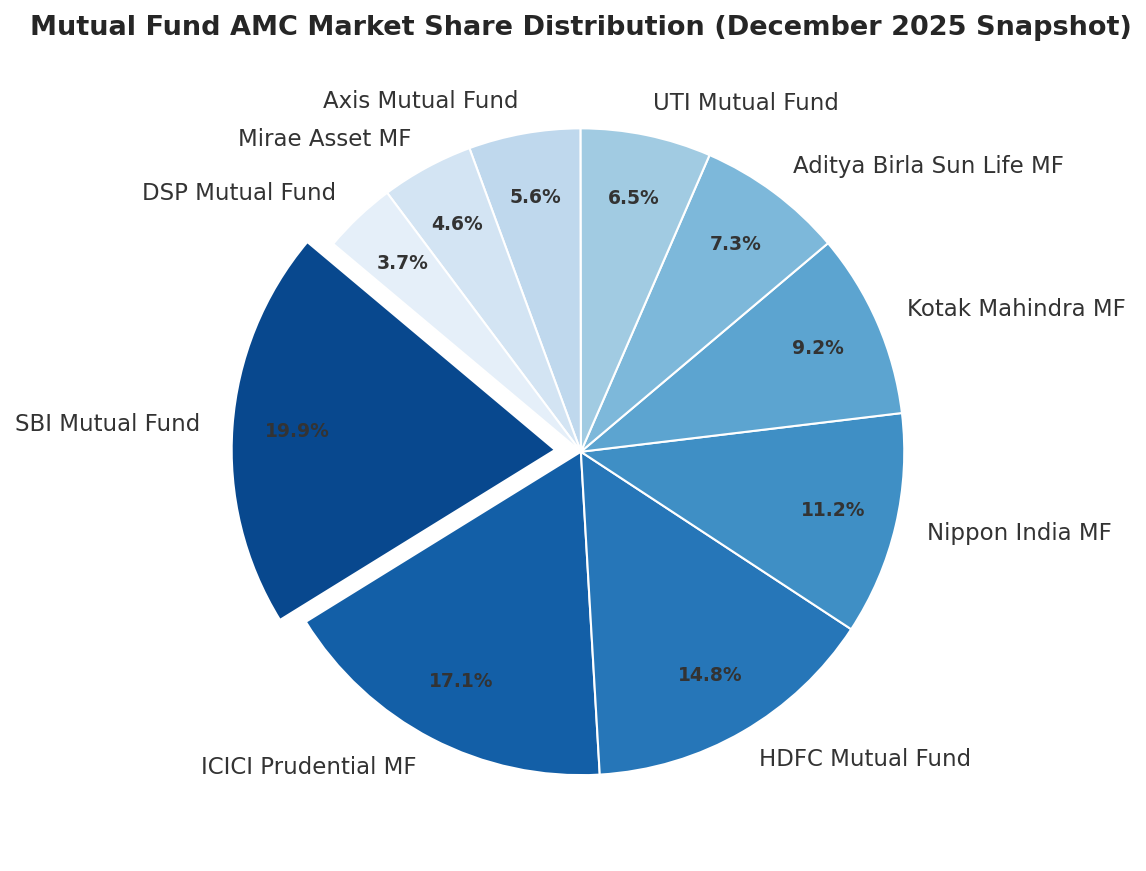 Mutual Fund AMC Market Share Distribution (December 2025 Snapshot)
Axis Mutual Fund
UTI Mutual Fund
Mirae Asset MF
Aditya Birla Sun Life MF
DSP Mutual Fund
5.6%
6.5%
4.6%
7.3%
3.7%
Kotak Mahindra MF
9.2%
SBI Mutual Fund
19.9%
11.2%
Nippon India MF
17.1%
14.8%
ICICI Prudential MF
HDFC Mutual Fund